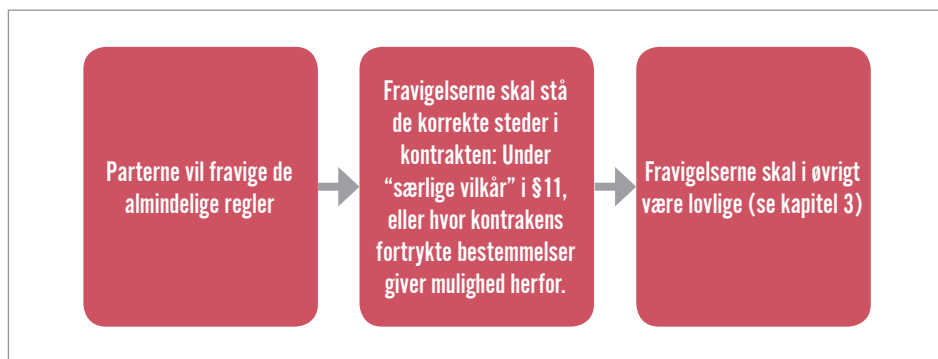 Parterne vil fravige de
almindelige regler
Fravigelserne skal stå
de korrekte steder i
kontrakten: Under
“særlige vilkår” i §11,
eller hvor kontrakens
fortrykte bestemmelser
giver mulighed herfor.
Fravigelserne skal i øvrigt
være lovlige (se kapitel 3)